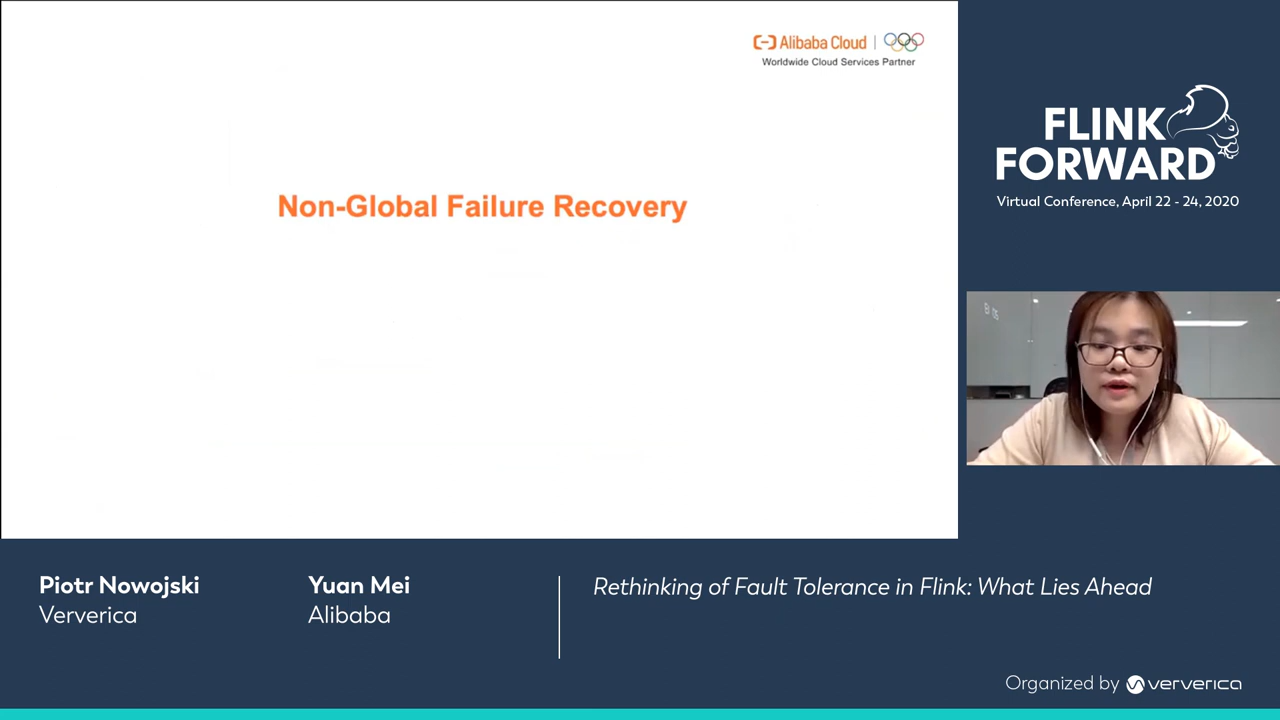 Alibaba Cloud
Worldwide Cloud Services Partner
Non-Global Failure Recovery
FLINK
FORWARD
Virtual Conference, April 22 - 24, 2020
Piotr Nowojski
Ververica
Yuan Mei
Alibaba
Rethinking of Fault Tolerance in Flink: What Lies Ahead
Organized by ververica